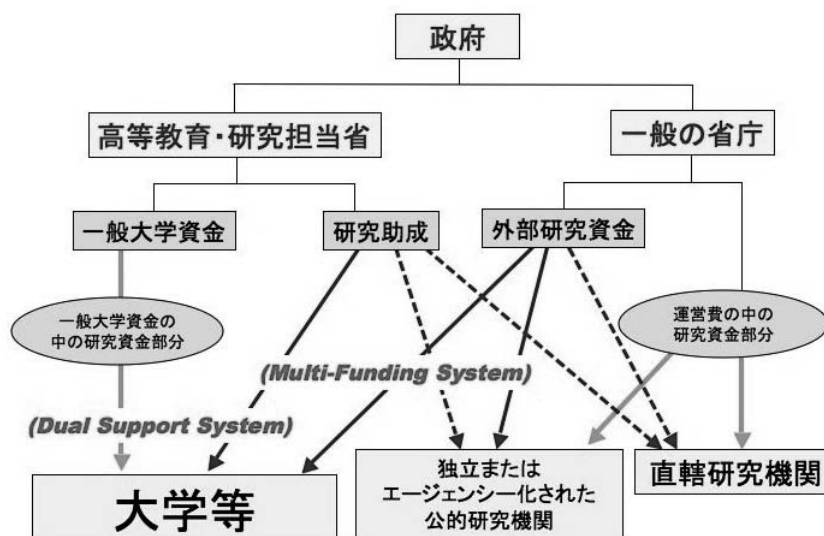 政府
高等教育・研究担当省
一般の省庁
一般大学資金
研究助成
外部研究資金
一般大学資金の
中の研究資金部分
運営費の中の
研究資金部分
(Multi-Funding System)
(Dual Support System)
大学等
独立または
エージェンシー化された
公的研究機関
直轄研究機関